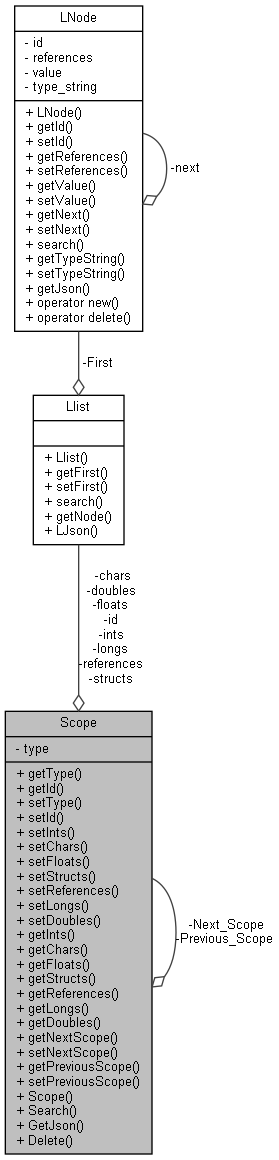 LNode
- id
- references
- value
- type_string
+ LNode()
+ getId()
+ setId()
+ getReferences()
+ setReferences()
+ getValue()
+ setValue()
+ getNext()
+ setNext()
+ search()
+ getTypeString()
+ setTypeString()
+ getJson()
+ operator new()
+ operator delete()
-next
-First
Llist
+ Llist()
+ getFirst()
+ setFirst()
+ search()
+ getNode()
+ LJson()
-chars
-doubles
-floats
-id
-ints
-longs
-references
-structs
Scope
- type
+ getType()
+ getId()
+ setType()
+ setId()
+ setInts()
+ setChars()
+ setFloats()
+ setStructs()
+ setReferences()
+ setLongs()
+ setDoubles()
+ getInts()
+ getChars()
+ getFloats()
+ getStructs()
+ getReferences()
+ getLongs()
+ getDoubles()
+ getNextScope()
+ setNextScope()
+ getPreviousScope()
+ setPreviousScope()
+ Scope()
+ Search()
+ GetJson()
+ Delete()
-Next_Scope
-Previous_Scope